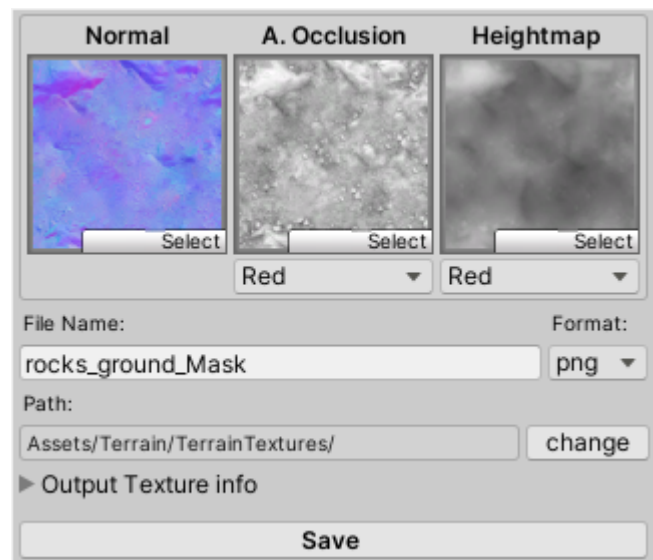 Normal A. Occlusion Heightmap
Select Select Select
Red Red
File Name: Format:
rocks_ground_Mask png
Path:
Assets/Terrain/TerrainTextures/ change
Output Texture info
Save